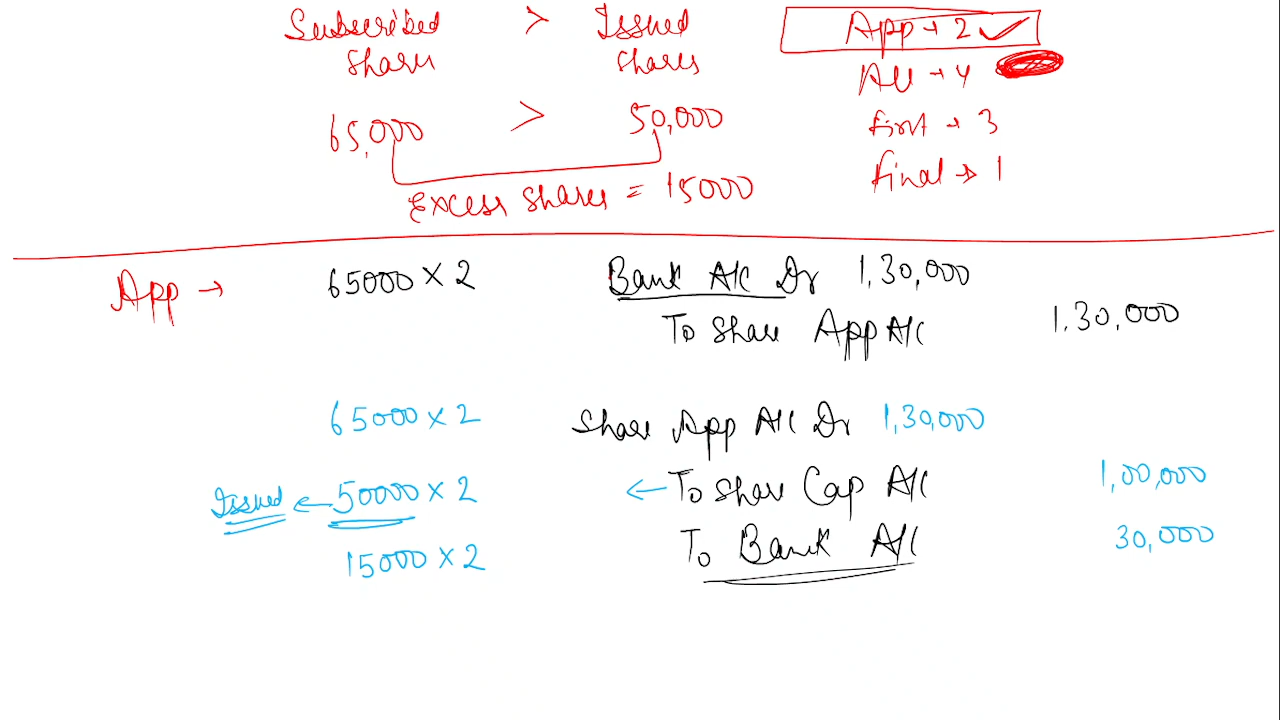 Subscribed > Issued
Shares shares
65,000 > 50,000
Excess shares = 15000
App → 2 ✓
All → 4
First → 3
Final → 1
App → 65000 × 2 Bank A/C Dr 1,30,000
To Share App A/C 1,30,000
65000 × 2 Share App A/C Dr 1,30,000
Issued ← 50000 × 2 ← To Share Cap A/C 1,00,000
15000 × 2 To Bank A/C 30,000